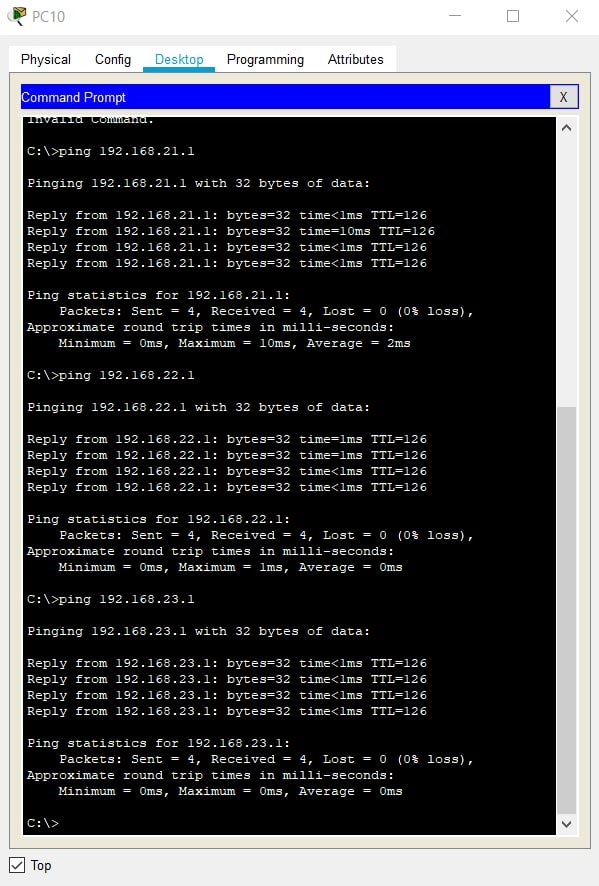 PC10
Physical Config Desktop Programming Attributes
Command Prompt X
Invalid Command.
C:\>ping 192.168.21.1
Pinging 192.168.21.1 with 32 bytes of data:
Reply from 192.168.21.1: bytes=32 time<1ms TTL=126
Reply from 192.168.21.1: bytes=32 time=10ms TTL=126
Reply from 192.168.21.1: bytes=32 time<1ms TTL=126
Reply from 192.168.21.1: bytes=32 time<1ms TTL=126
Ping statistics for 192.168.21.1:
Packets: Sent = 4, Received = 4, Lost = 0 (0% loss),
Approximate round trip times in milli-seconds:
Minimum = 0ms, Maximum = 10ms, Average = 2ms
C:\>ping 192.168.22.1
Pinging 192.168.22.1 with 32 bytes of data:
Reply from 192.168.22.1: bytes=32 time=1ms TTL=126
Reply from 192.168.22.1: bytes=32 time=1ms TTL=126
Reply from 192.168.22.1: bytes=32 time<1ms TTL=126
Reply from 192.168.22.1: bytes=32 time<1ms TTL=126
Ping statistics for 192.168.22.1:
Packets: Sent = 4, Received = 4, Lost = 0 (0% loss),
Approximate round trip times in milli-seconds:
Minimum = 0ms, Maximum = 1ms, Average = 0ms
C:\>ping 192.168.23.1
Pinging 192.168.23.1 with 32 bytes of data:
Reply from 192.168.23.1: bytes=32 time<1ms TTL=126
Reply from 192.168.23.1: bytes=32 time<1ms TTL=126
Reply from 192.168.23.1: bytes=32 time<1ms TTL=126
Reply from 192.168.23.1: bytes=32 time<1ms TTL=126
Ping statistics for 192.168.23.1:
Packets: Sent = 4, Received = 4, Lost = 0 (0% loss),
Approximate round trip times in milli-seconds:
Minimum = 0ms, Maximum = 0ms, Average = 0ms
C:\>
Top